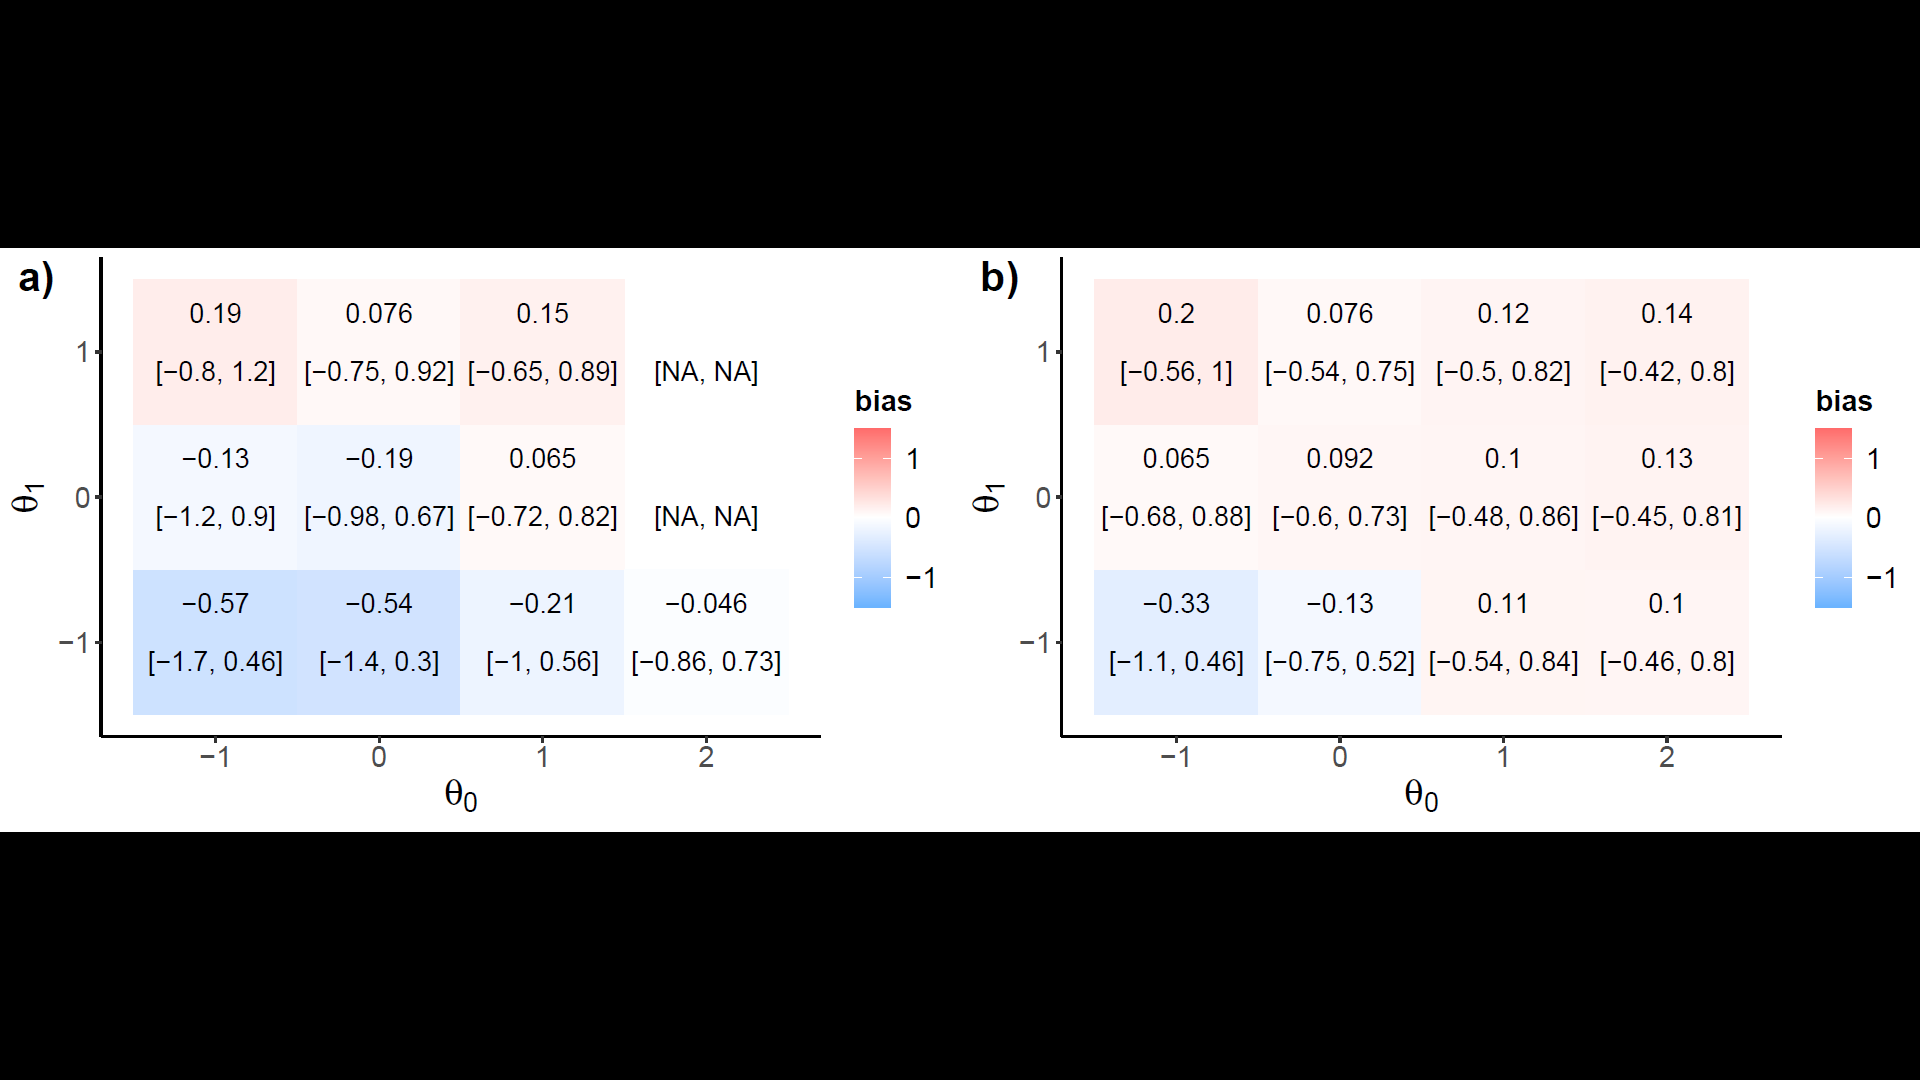 a)
0.19 0.076 0.15
1 [−0.8, 1.2] [−0.75, 0.92] [−0.65, 0.89] [NA, NA]
−0.13 −0.19 0.065
0 [−1.2, 0.9] [−0.98, 0.67] [−0.72, 0.82] [NA, NA]
−0.57 −0.54 −0.21 −0.046
−1 [−1.7, 0.46] [−1.4, 0.3] [−1, 0.56] [−0.86, 0.73]
−1 0 1 2
θ0
θ1
bias
1
0
−1
b)
0.2 0.076 0.12 0.14
1 [−0.56, 1] [−0.54, 0.75] [−0.5, 0.82] [−0.42, 0.8]
0.065 0.092 0.1 0.13
0 [−0.68, 0.88] [−0.6, 0.73] [−0.48, 0.86] [−0.45, 0.81]
−0.33 −0.13 0.11 0.1
−1 [−1.1, 0.46] [−0.75, 0.52] [−0.54, 0.84] [−0.46, 0.8]
−1 0 1 2
θ0
θ1
bias
1
0
−1